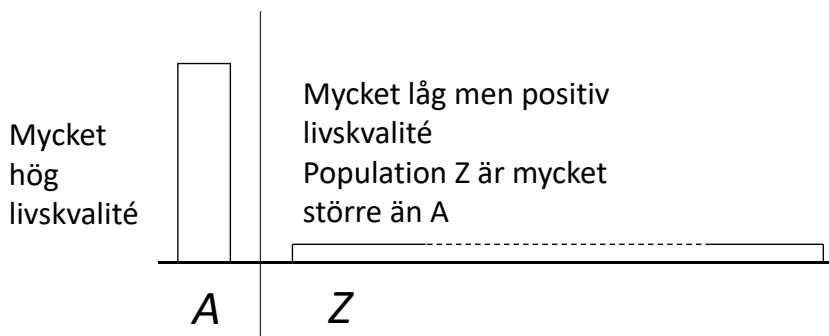 Mycket
hög
livskvalité
Mycket låg men positiv
livskvalité
Population Z är mycket
större än A
A
Z